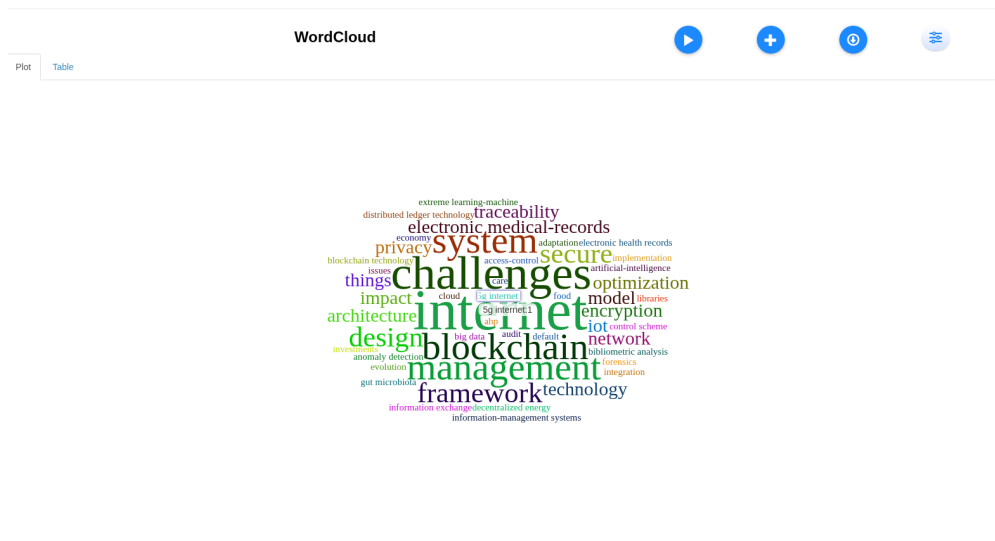 WordCloud
Plot
Table
extreme learning-machine
distributed ledger technology
traceability
electronic medical-records
economy
system
adaptation
electronic health records
privacy
secure
implementation
blockchain technology
access-control
artificial-intelligence
issues
challenges
things
care
optimization
impact
cloud
5g internet
food
model
libraries
internet
5g internet:1
encryption
architecture
ahp
iot
control scheme
design
big data
audit
default
network
investments
blockchain
bibliometric analysis
anomaly detection
forensics
evolution
management
integration
gut microbiota
framework
technology
information exchange
decentralized energy
information-management systems